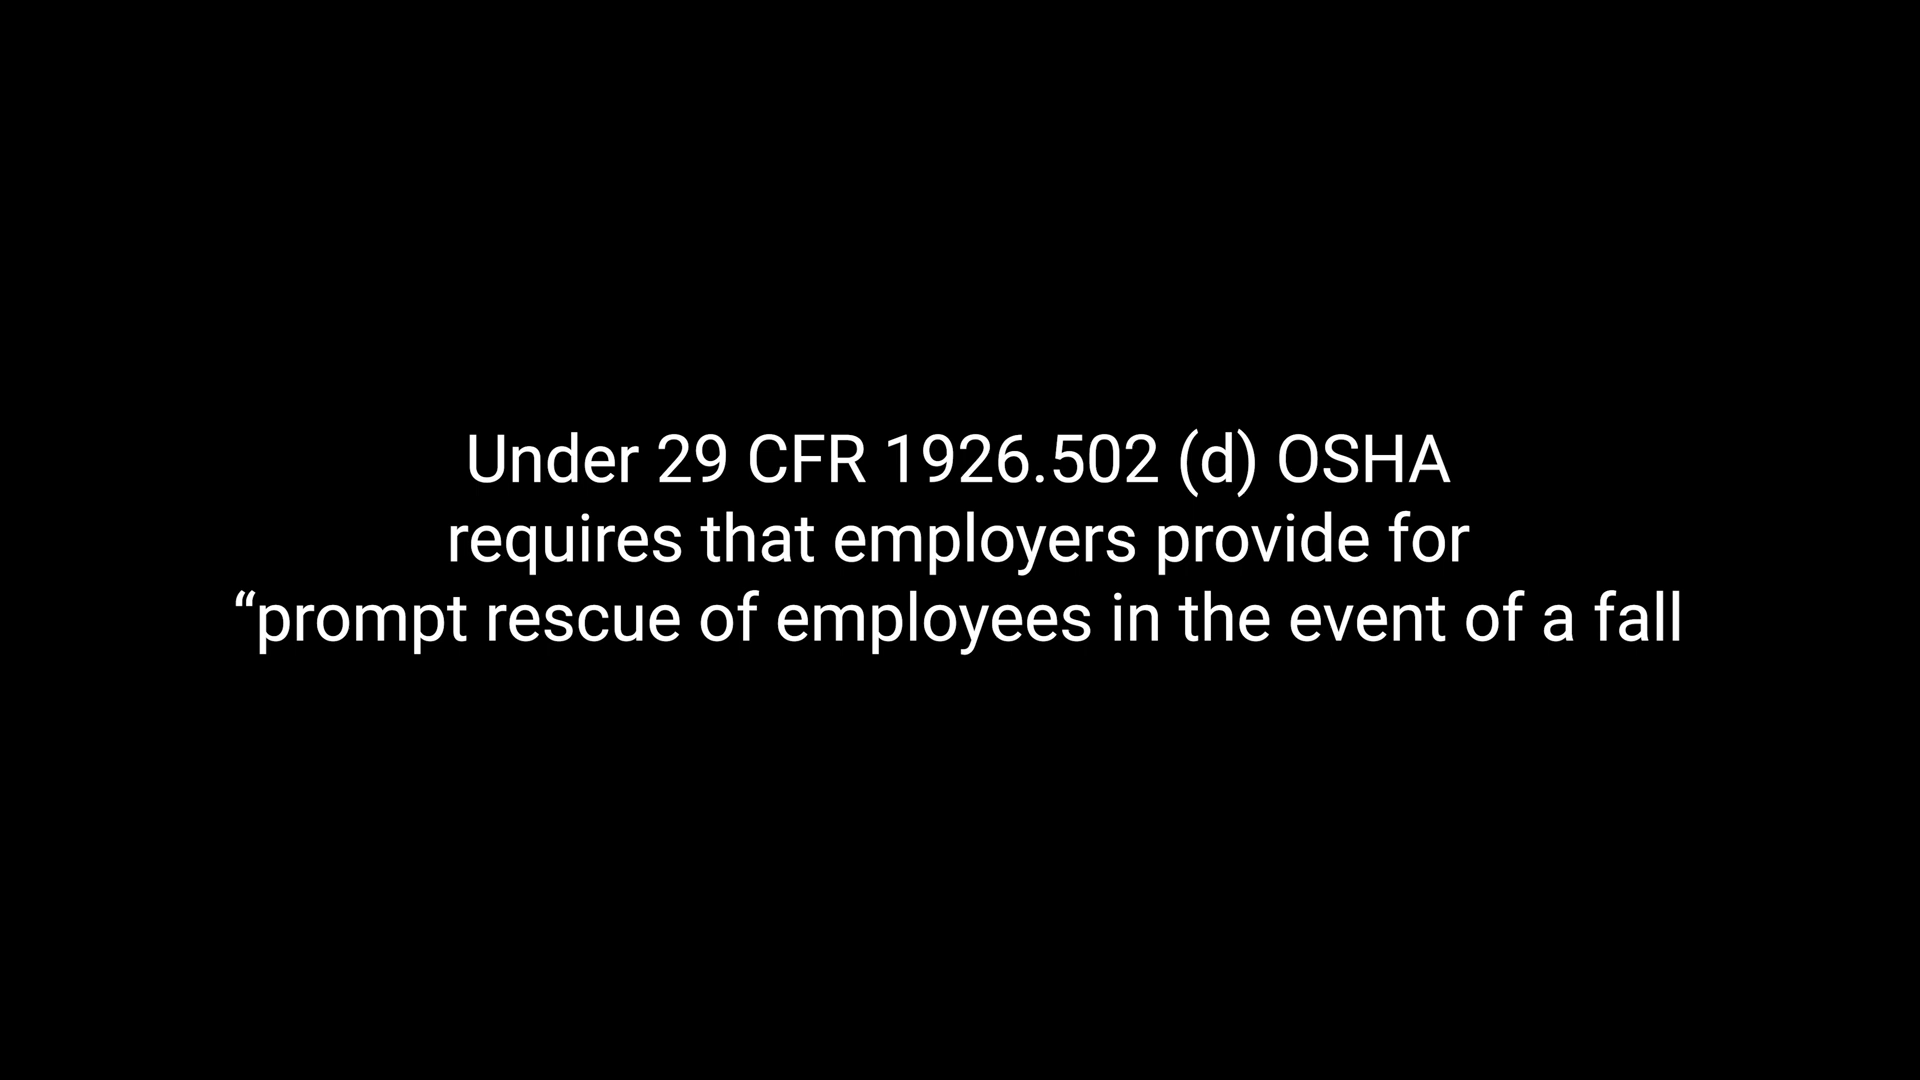 Under 29 CFR 1926.502 (d) OSHA
requires that employers provide for
“prompt rescue of employees in the event of a fall